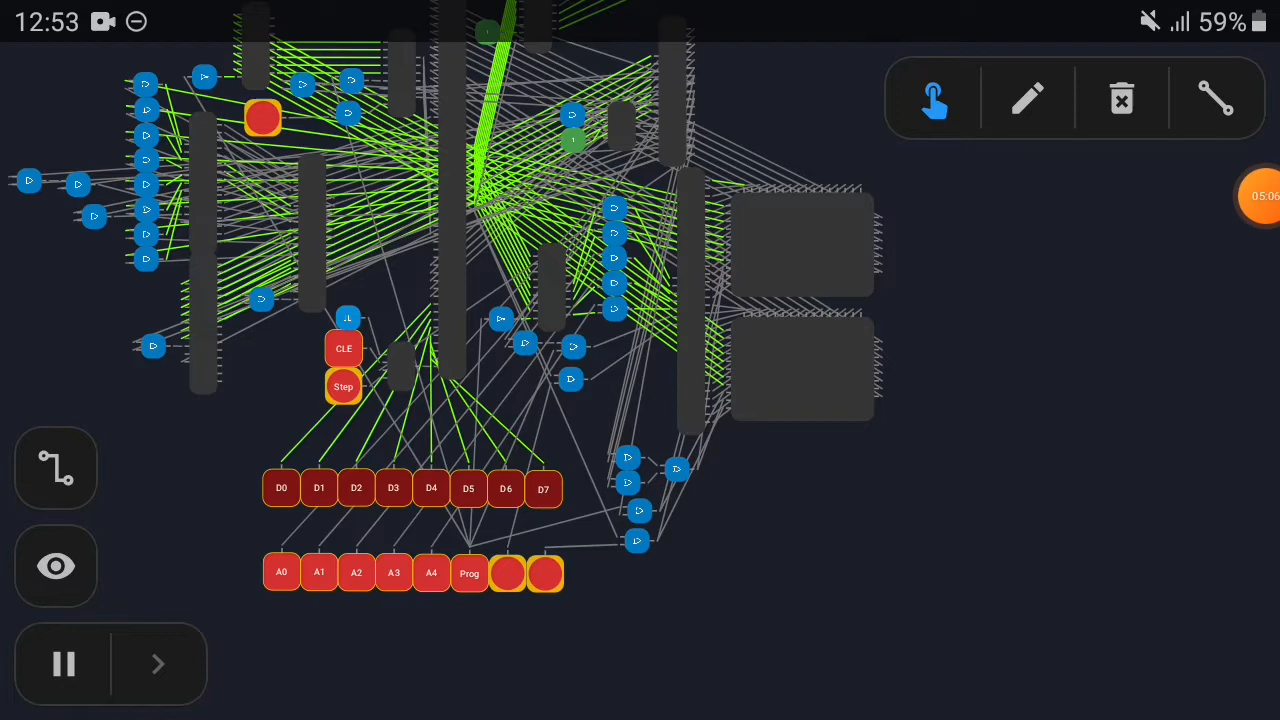 12:53
59%
05:06
CLE
Step
D0 D1 D2 D3 D4 D5 D6 D7
A0 A1 A2 A3 A4 Prog